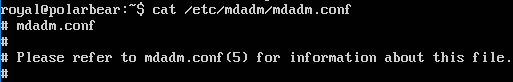 royal@polarbear:~$ cat /etc/mdadm/mdadm.conf
# mdadm.conf
#
# Please refer to mdadm.conf(5) for information about this file.
#